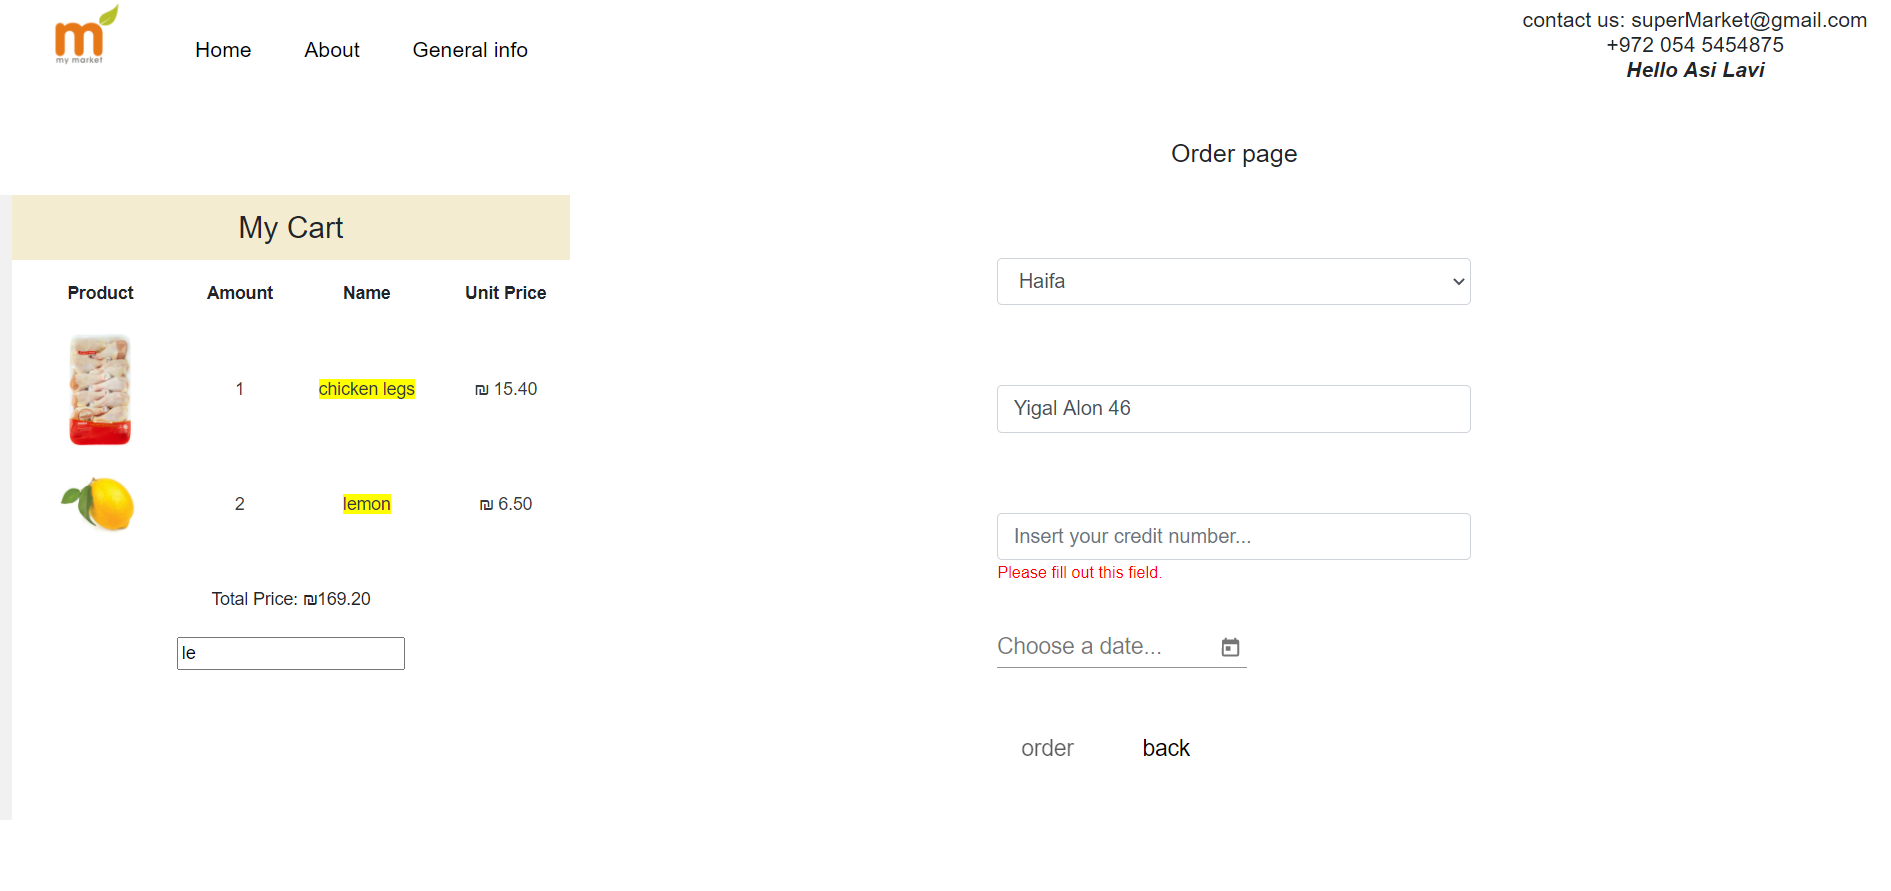 m
my market
Home About General info
contact us: superMarket@gmail.com
+972 054 5454875
Hello Asi Lavi
Order page
My Cart
Product Amount Name Unit Price
1 chicken legs ₪ 15.40
2 lemon ₪ 6.50
Total Price: ₪169.20
le
Haifa
Yigal Alon 46
Insert your credit number...
Please fill out this field.
Choose a date...
order back